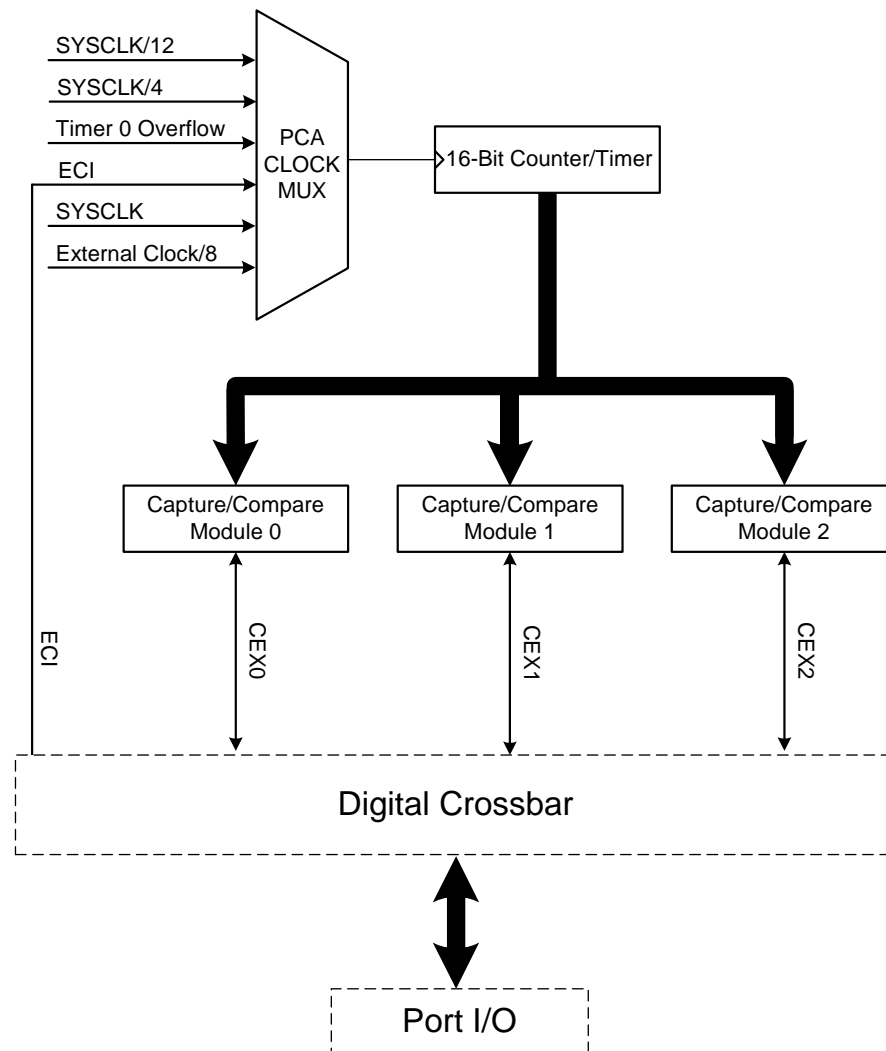 SYSCLK/12
SYSCLK/4
Timer 0 Overflow
ECI
SYSCLK
External Clock/8
PCA
CLOCK
MUX
16-Bit Counter/Timer
Capture/Compare
Module 0
Capture/Compare
Module 1
Capture/Compare
Module 2
ECI
CEX0
CEX1
CEX2
Digital Crossbar
Port I/O